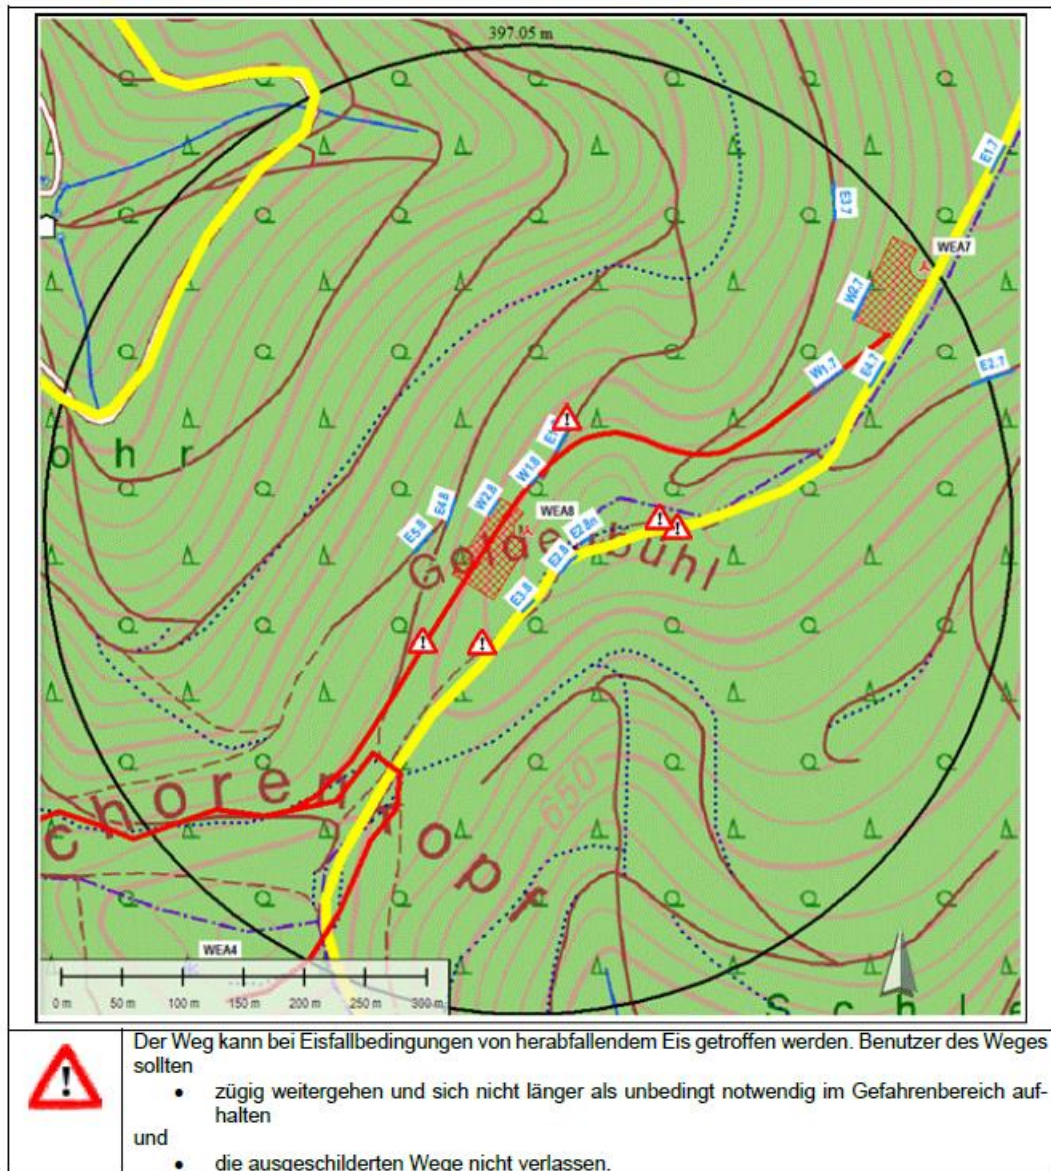 397.05 m
E1.7
E3.7
WEA7
W2.7
W1.7
E4.7
E2.7
ohr
W1.8
W2.8
E4.8
E5.8
WEA8
E2.8n
E2.8
E3.8
650
WEA4
0 m 50 m 100 m 150 m 200 m 250 m 300 m
Schle
Der Weg kann bei Eisfallbedingungen von herabfallendem Eis getroffen werden. Benutzer des Weges
sollten
• zügig weitergehen und sich nicht länger als unbedingt notwendig im Gefahrenbereich auf-
halten
und
• die ausgeschilderten Wege nicht verlassen.